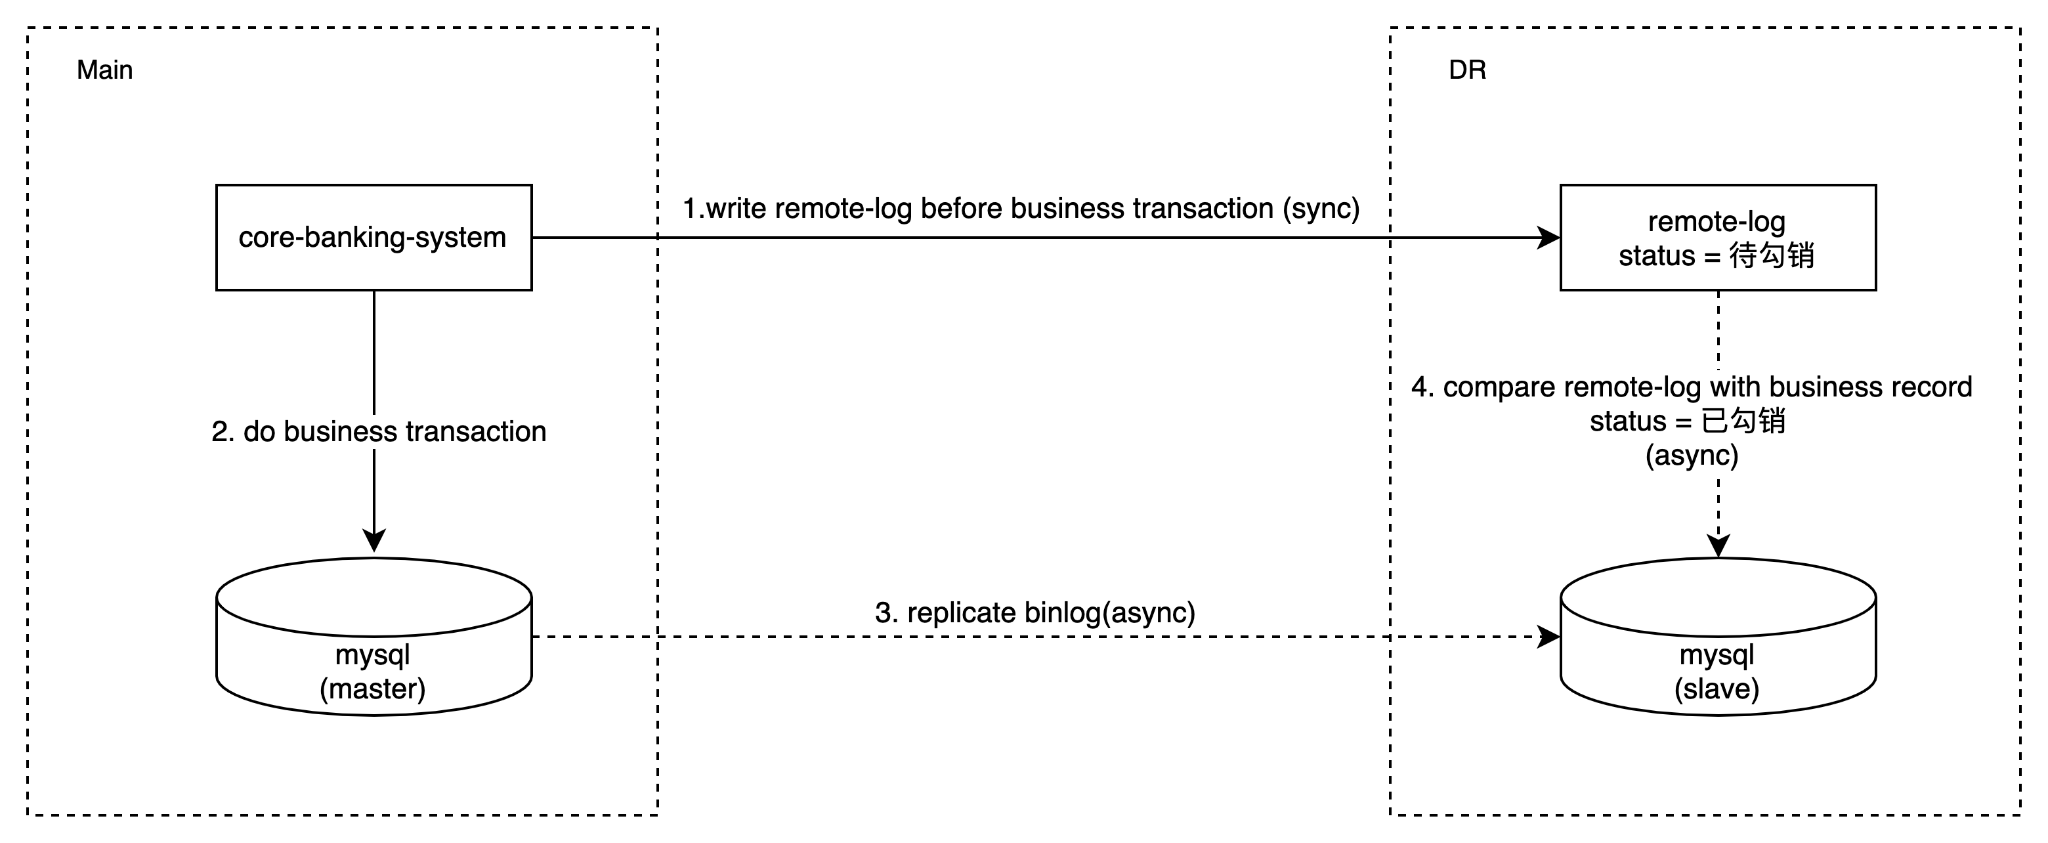 Main
DR
core-banking-system
1.write remote-log before business transaction (sync)
remote-log
status = 待勾销
2. do business transaction
4. compare remote-log with business record
status = 已勾销
(async)
3. replicate binlog(async)
mysql
(master)
mysql
(slave)